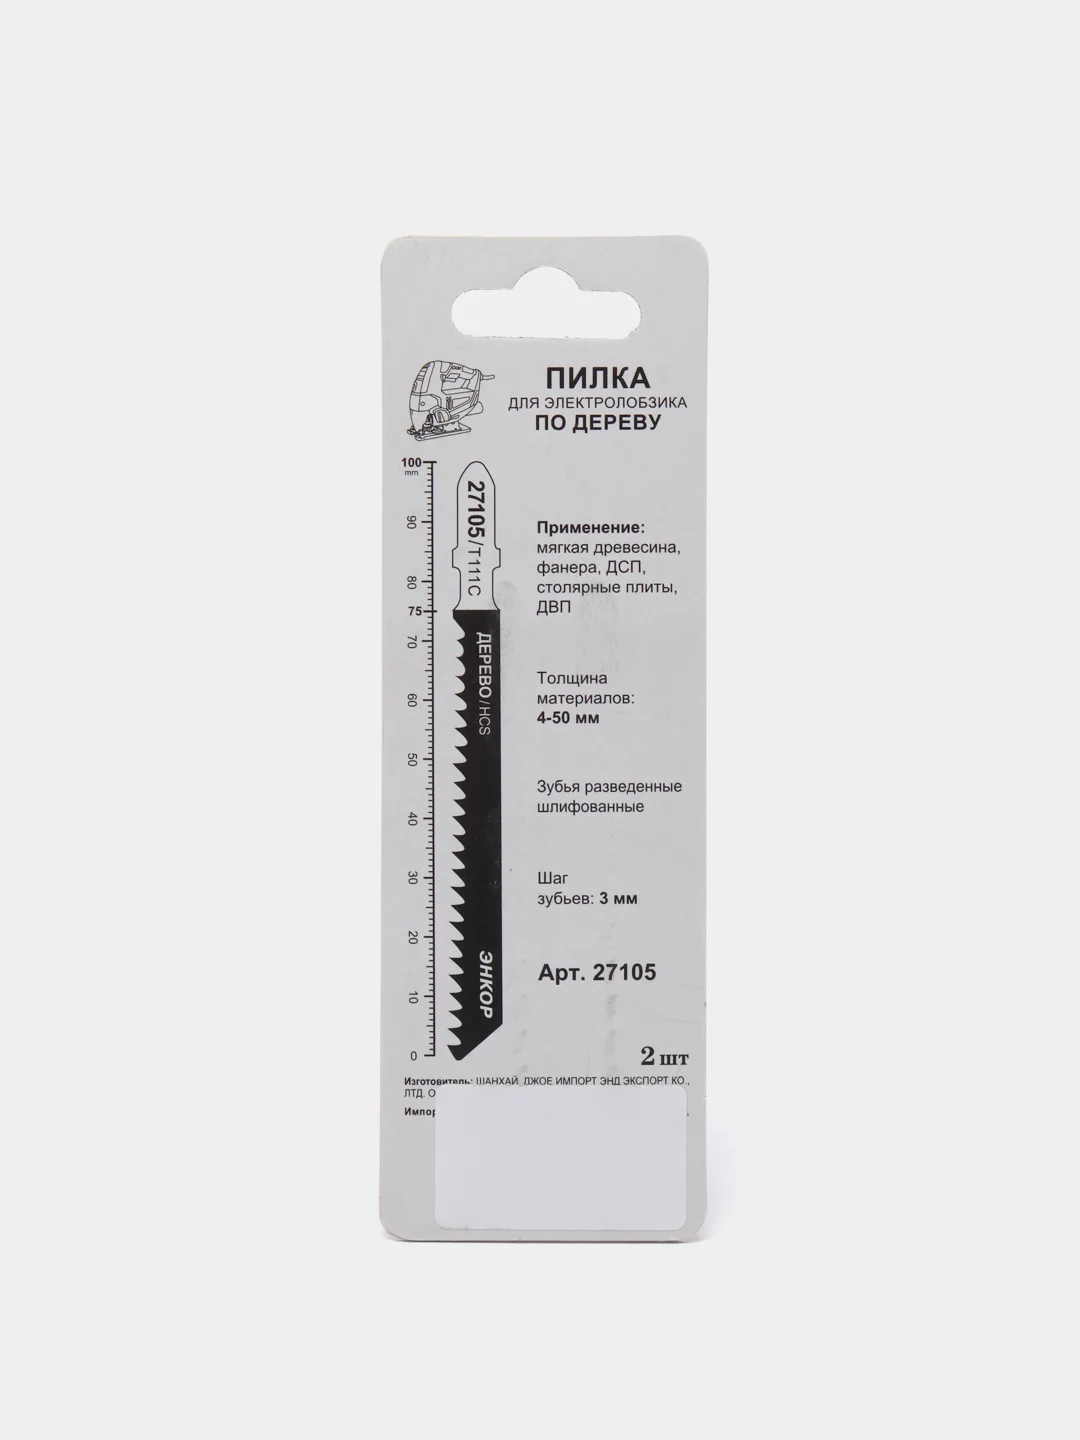 ПИЛКА
ДЛЯ ЭЛЕКТРОЛОБЗИКА
ПО ДЕРЕВУ
100
mm
90
80
75
70
60
50
40
30
20
10
0
27105/T111C
ДЕРЕВО/HCS
ЭНКОР
Применение:
мягкая древесина,
фанера, ДСП,
столярные плиты,
ДВП
Толщина
материалов:
4-50 мм
Зубья разведенные
шлифованные
Шаг
зубьев: 3 мм
Арт. 27105
2 шт
Изготовитель: ШАНХАЙ ДЖОЕ ИМПОРТ ЭНД ЭКСПОРТ КО.,
ЛТД.